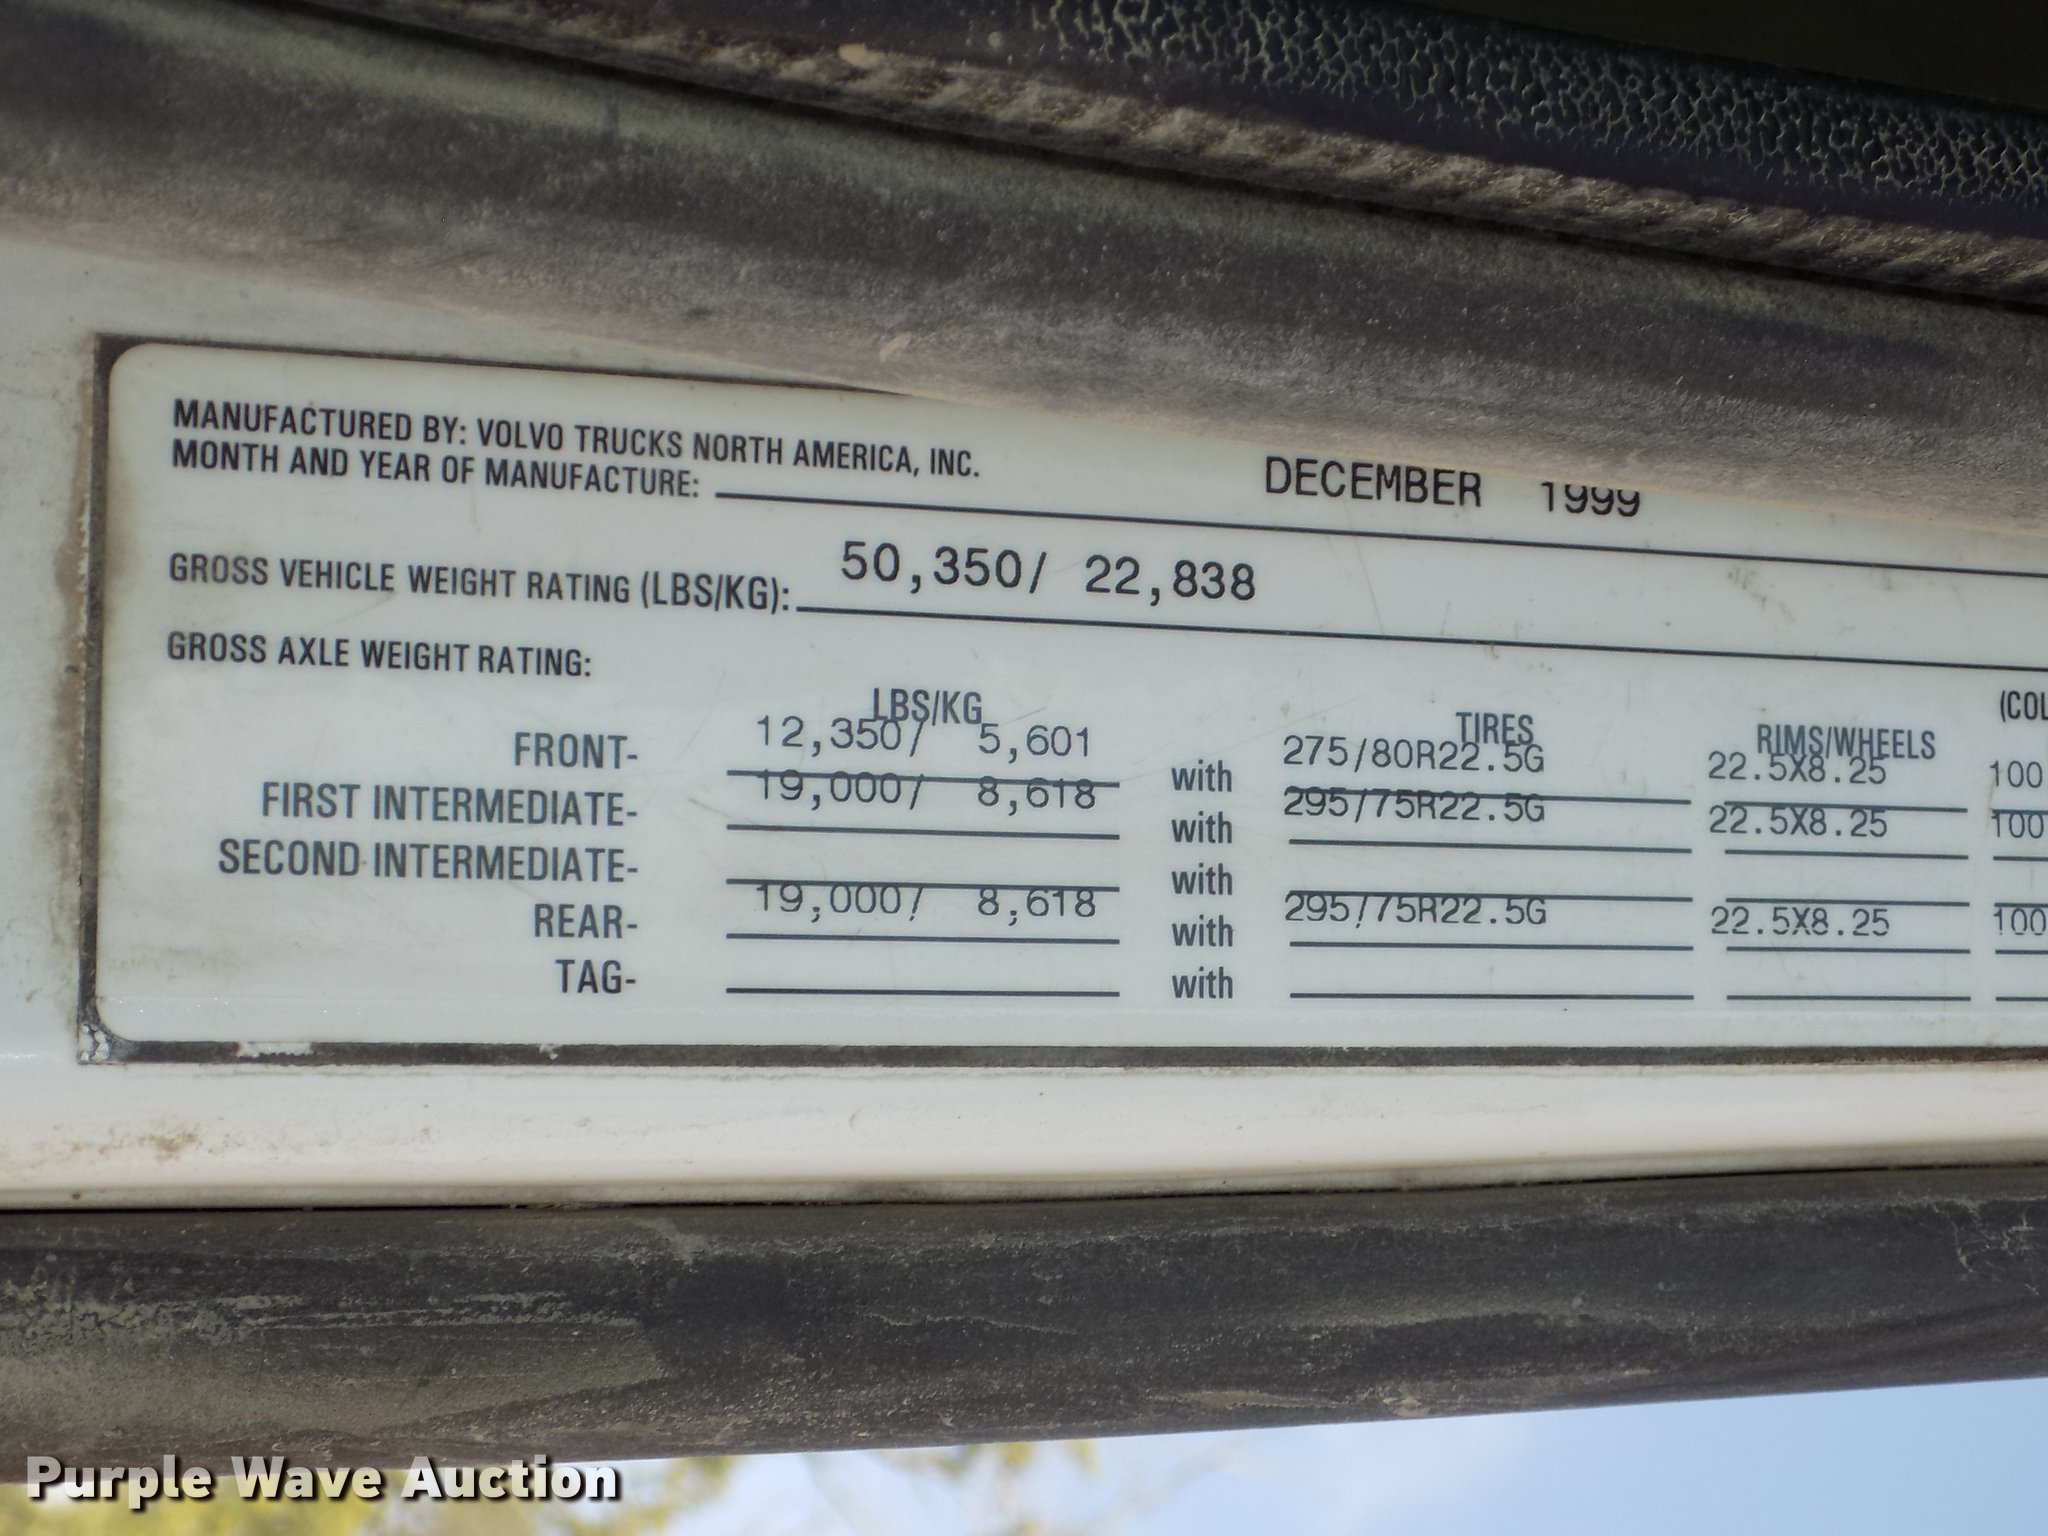 MANUFACTURED BY: VOLVO TRUCKS NORTH AMERICA, INC.
MONTH AND YEAR OF MANUFACTURE: DECEMBER 1999
GROSS VEHICLE WEIGHT RATING (LBS/KG): 50,350/ 22,838
GROSS AXLE WEIGHT RATING:
LBS/KG TIRES RIMS/WHEELS (COL
FRONT- 12,350/ 5,601 with 275/80R22.5G 22.5X8.25 100
FIRST INTERMEDIATE- 19,000/ 8,618 with 295/75R22.5G 22.5X8.25 100
SECOND INTERMEDIATE- with
REAR- 19,000/ 8,618 with 295/75R22.5G 22.5X8.25 100
TAG- with
Purple Wave Auction